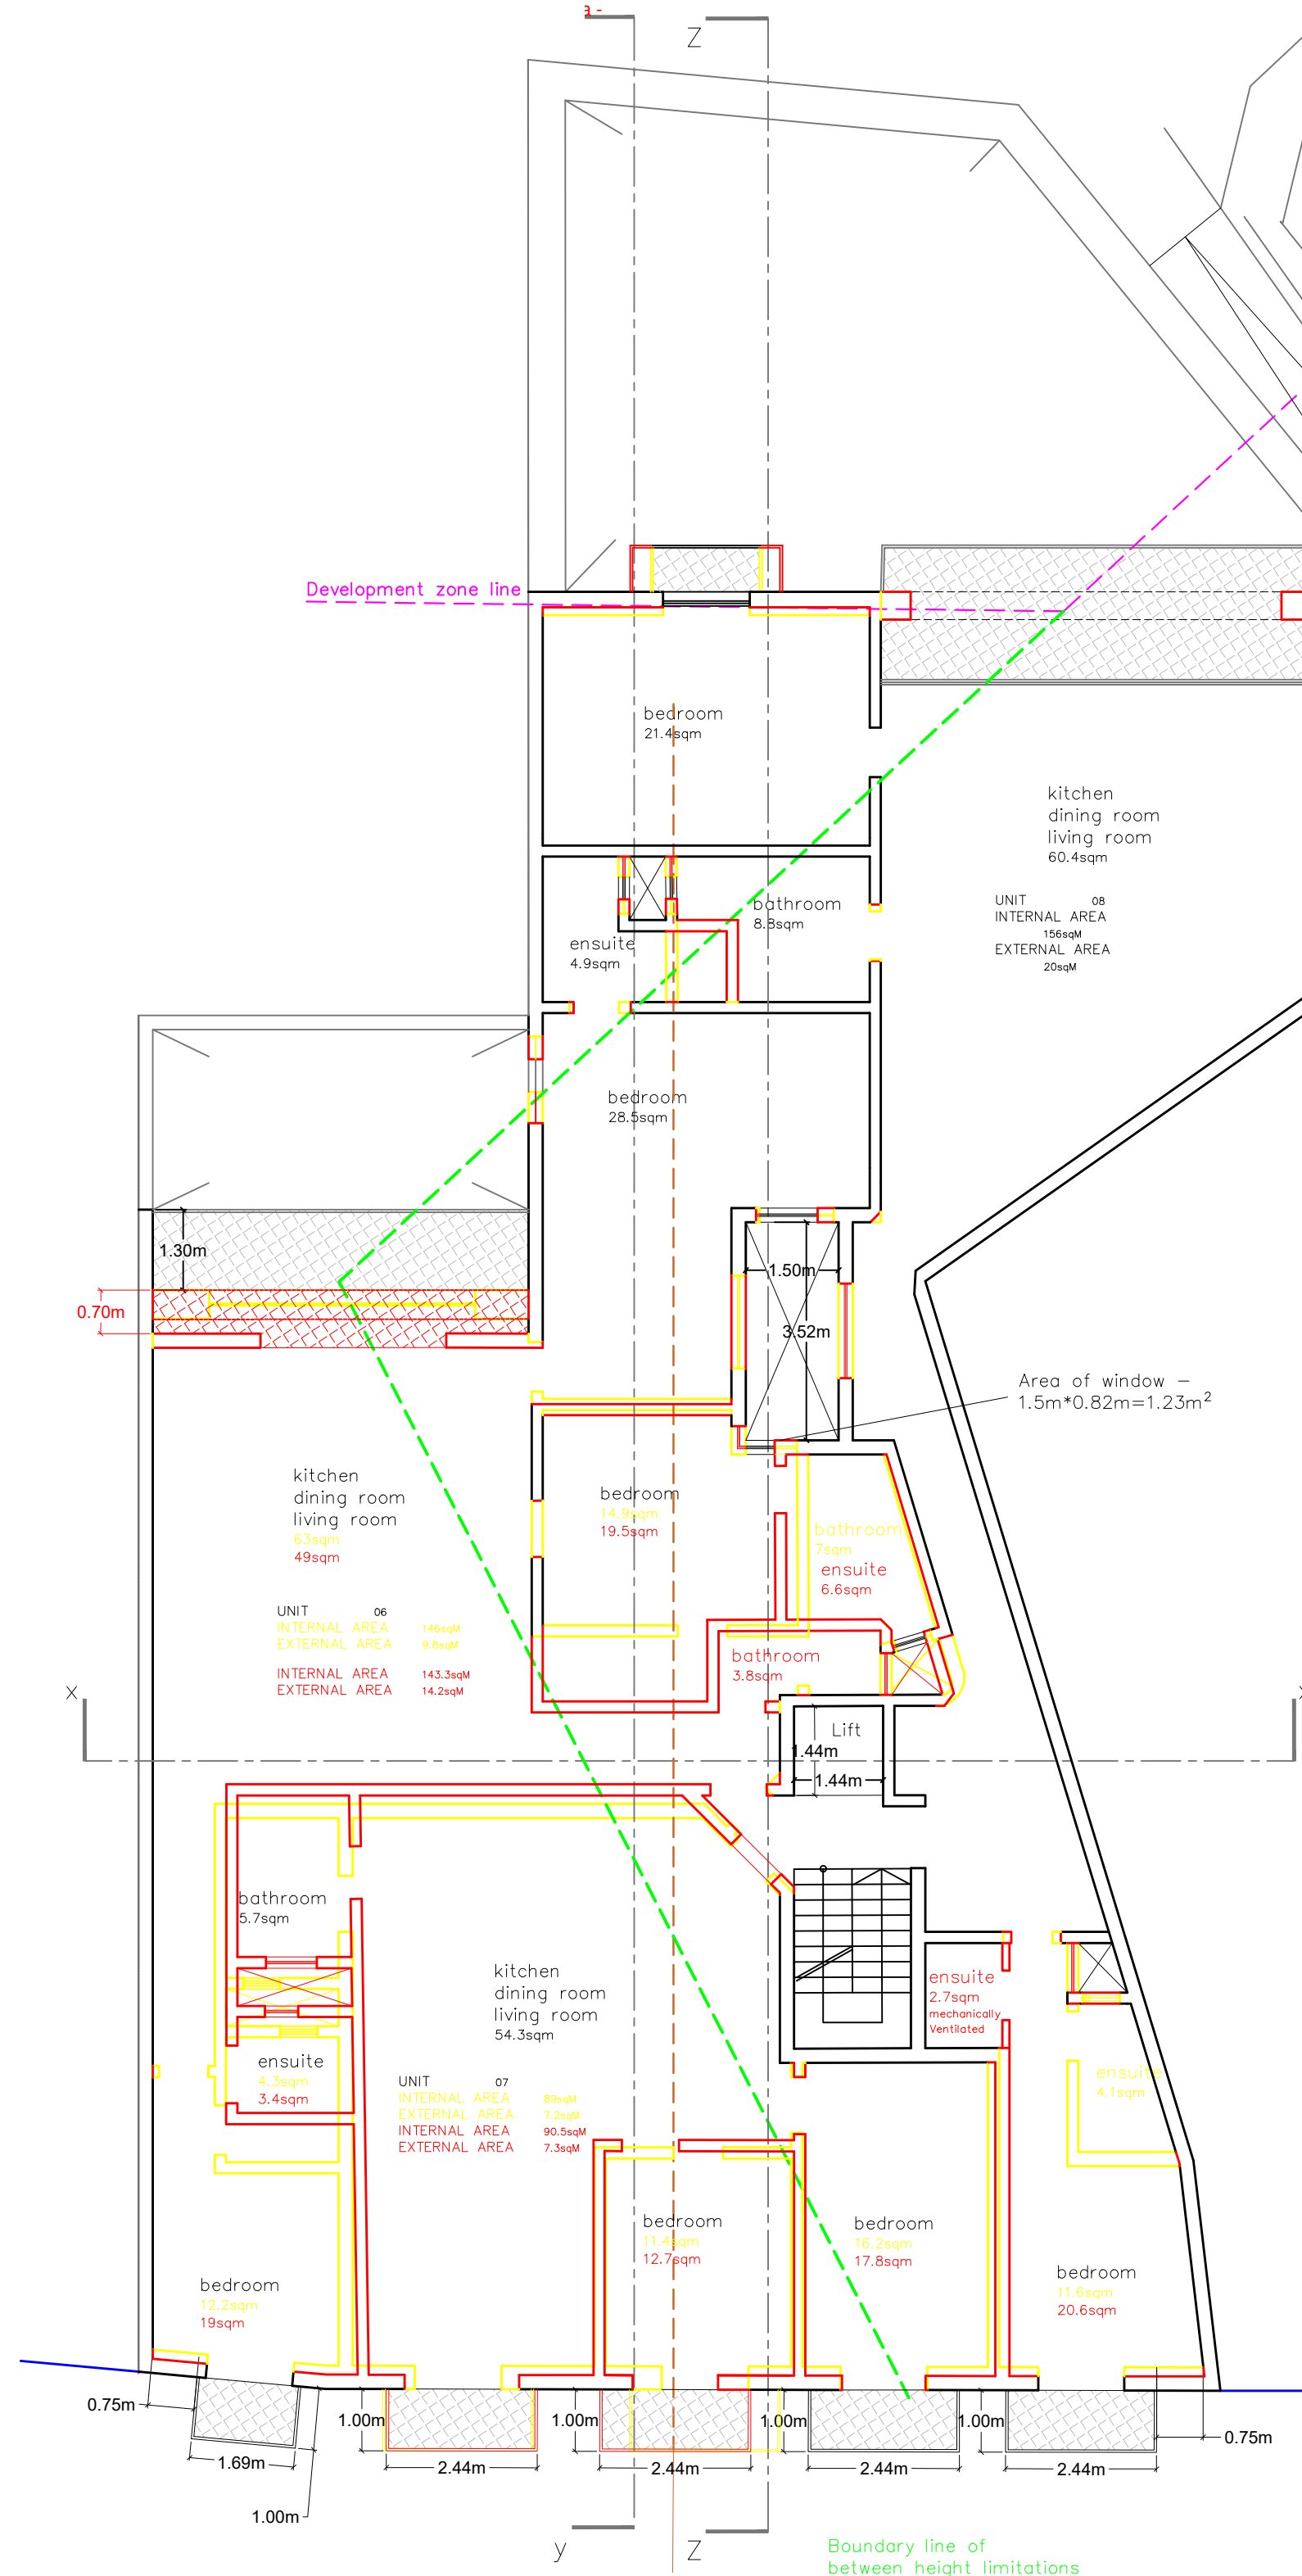 a -
Z
Development zone line
bedroom
21.4sqm
kitchen
dining room
living room
60.4sqm
UNIT 08
INTERNAL AREA
156sqM
EXTERNAL AREA
20sqM
bathroom
8.8sqm
ensuite
4.9sqm
bedroom
28.5sqm
1.30m
0.70m
1.50m
3.52m
Area of window -
1.5m*0.82m=1.23m²
kitchen
dining room
living room
63sqm
49sqm
bedroom
14.9sqm
19.5sqm
bathroom
7sqm
ensuite
6.6sqm
UNIT 06
INTERNAL AREA 146sqM
EXTERNAL AREA 9.8sqM
INTERNAL AREA 143.3sqM
EXTERNAL AREA 14.2sqM
bathroom
3.8sqm
X
Lift
1.44m
1.44m
bathroom
5.7sqm
kitchen
dining room
living room
54.3sqm
ensuite
2.7sqm
mechanically
Ventilated
ensuite
4.3sqm
3.4sqm
ensuite
4.1sqm
UNIT 07
INTERNAL AREA 89sqM
EXTERNAL AREA 7.2sqM
INTERNAL AREA 90.5sqM
EXTERNAL AREA 7.3sqM
bedroom
11.4sqm
12.7sqm
bedroom
16.2sqm
17.8sqm
bedroom
12.2sqm
19sqm
bedroom
11.6sqm
20.6sqm
0.75m
1.69m
1.00m
1.00m
2.44m
1.00m
2.44m
1.00m
2.44m
1.00m
2.44m
0.75m
y
Z
Boundary line of
between height limitations